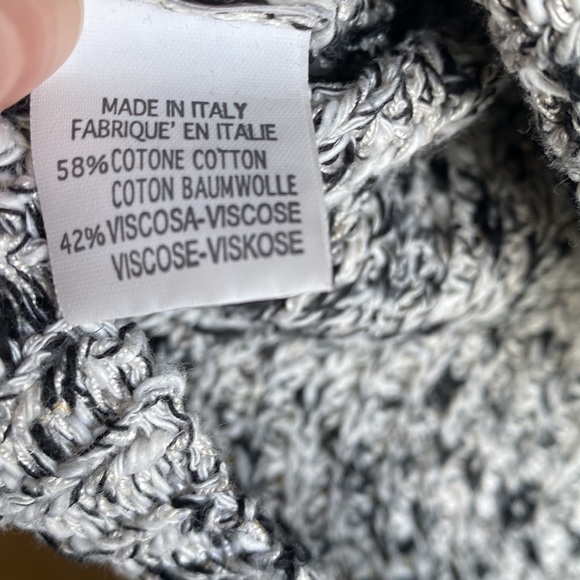 MADE IN ITALY
FABRIQUE' EN ITALIE
58% COTONE COTTON
COTON BAUMWOLLE
42% VISCOSA-VISCOSE
VISCOSE-VISKOSE